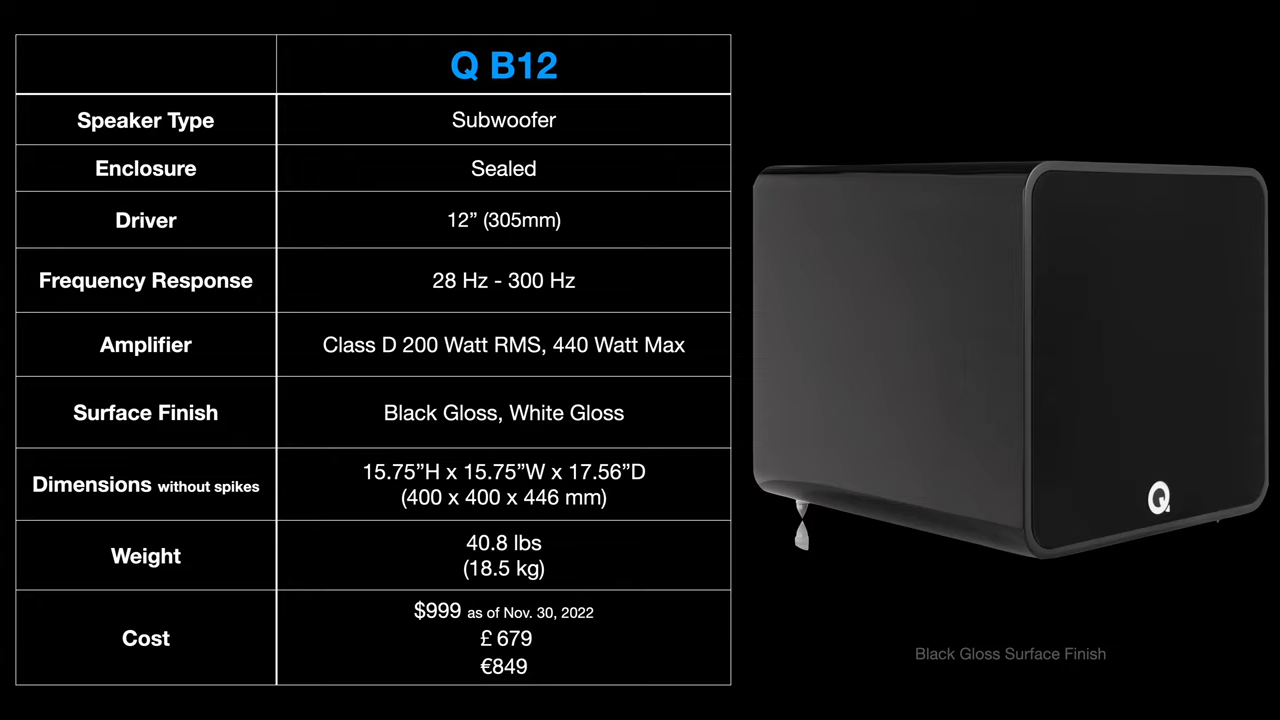 Q B12
Speaker Type
Subwoofer
Enclosure
Sealed
Driver
12” (305mm)
Frequency Response
28 Hz - 300 Hz
Amplifier
Class D 200 Watt RMS, 440 Watt Max
Surface Finish
Black Gloss, White Gloss
Dimensions without spikes
15.75”H x 15.75”W x 17.56”D
(400 x 400 x 446 mm)
Weight
40.8 lbs
(18.5 kg)
Cost
$999 as of Nov. 30, 2022
£ 679
€849
Q
Black Gloss Surface Finish